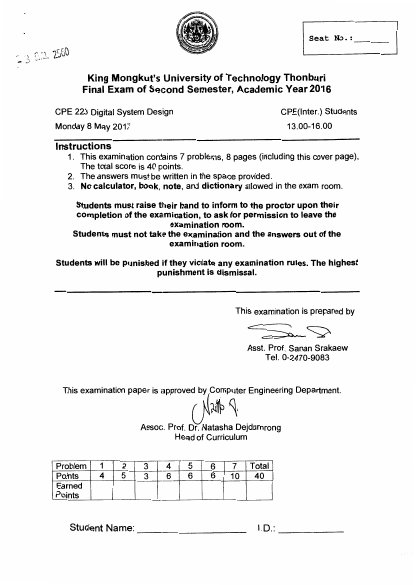 Seat No.:
2560
King Mongkut's University of Technology Thonburi
Final Exam of Second Semester, Academic Year 2016
CPE 223 Digital System Design CPE(Inter.) Students
Monday 8 May 2017 13.00-16.00
Instructions
1. This examination contains 7 problems, 8 pages (including this cover page), The total score is 40 points.
2. The answers must be written in the space provided.
3. No calculator, book, note, and dictionary allowed in the exam room.
Students must raise their hand to inform to the proctor upon their
completion of the examination, to ask for permission to leave the
examination room.
Students must not take the examination and the answers out of the
examination room.
Students will be punished if they violate any examination rules. The highest
punishment is dismissal.
This examination is prepared by
Asst. Prof. Sanan Srakaew
Tel. 0-2470-9083
This examination paper is approved by Computer Engineering Department.
Assoc. Prof. Dr. Natasha Dejdumrong
Head of Curriculum
Problem 1 2 3 4 5 6 7 Total
Points 4 5 3 6 6 6 10 40
Earned
Points
Student Name: I.D.: